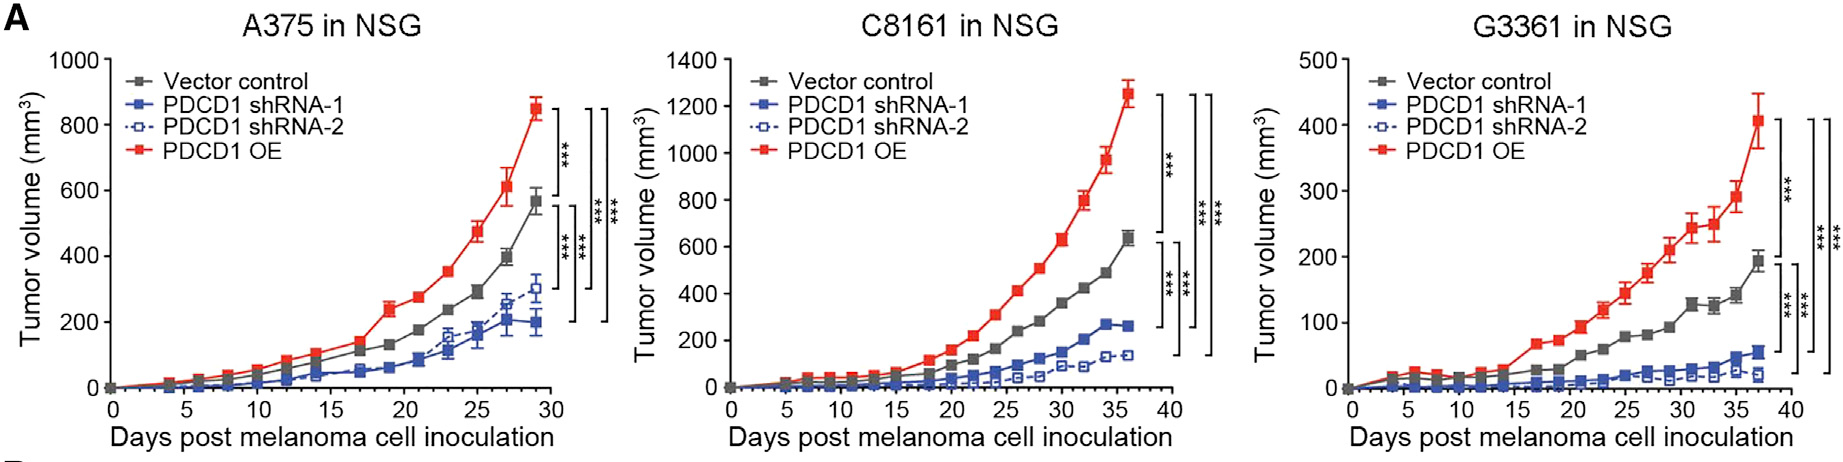 A
A375 in NSG
Tumor volume (mm³)
1000
800
600
400
200
0
Vector control
PDCD1 shRNA-1
PDCD1 shRNA-2
PDCD1 OE
***
***
***
***
***
0 5 10 15 20 25 30
Days post melanoma cell inoculation
C8161 in NSG
Tumor volume (mm³)
1400
1200
1000
800
600
400
200
0
Vector control
PDCD1 shRNA-1
PDCD1 shRNA-2
PDCD1 OE
***
***
***
***
***
0 5 10 15 20 25 30 35 40
Days post melanoma cell inoculation
G3361 in NSG
Tumor volume (mm³)
500
400
300
200
100
0
Vector control
PDCD1 shRNA-1
PDCD1 shRNA-2
PDCD1 OE
***
***
***
***
***
0 5 10 15 20 25 30 35 40
Days post melanoma cell inoculation